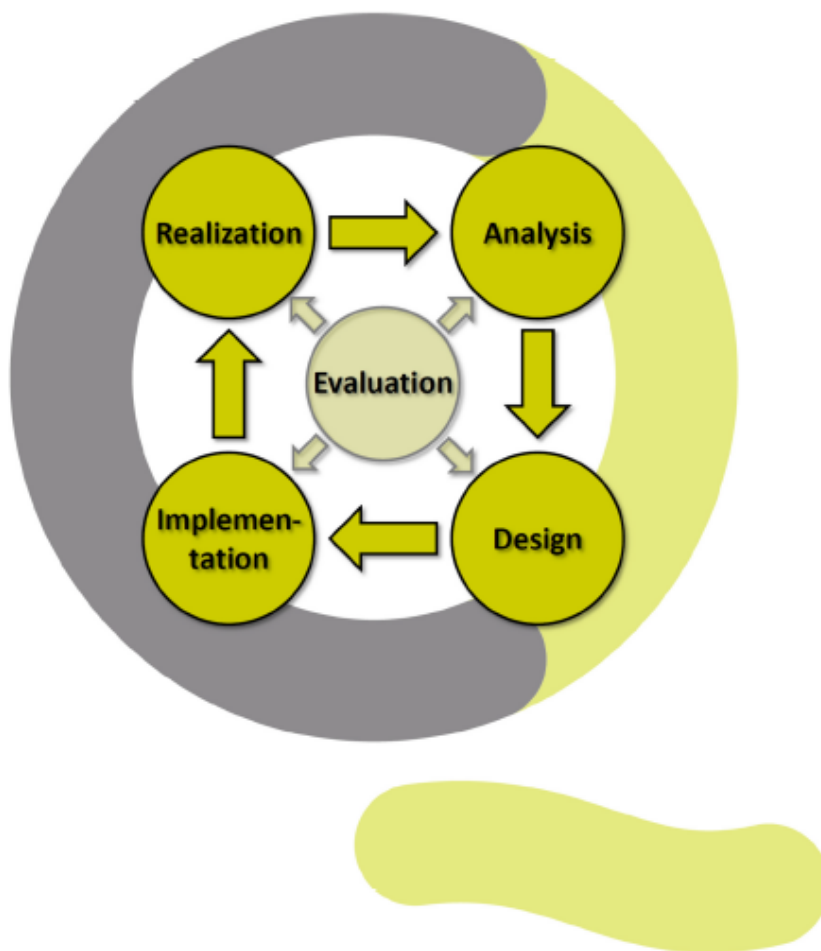 Realization
Analysis
Evaluation
Implemen-
tation
Design